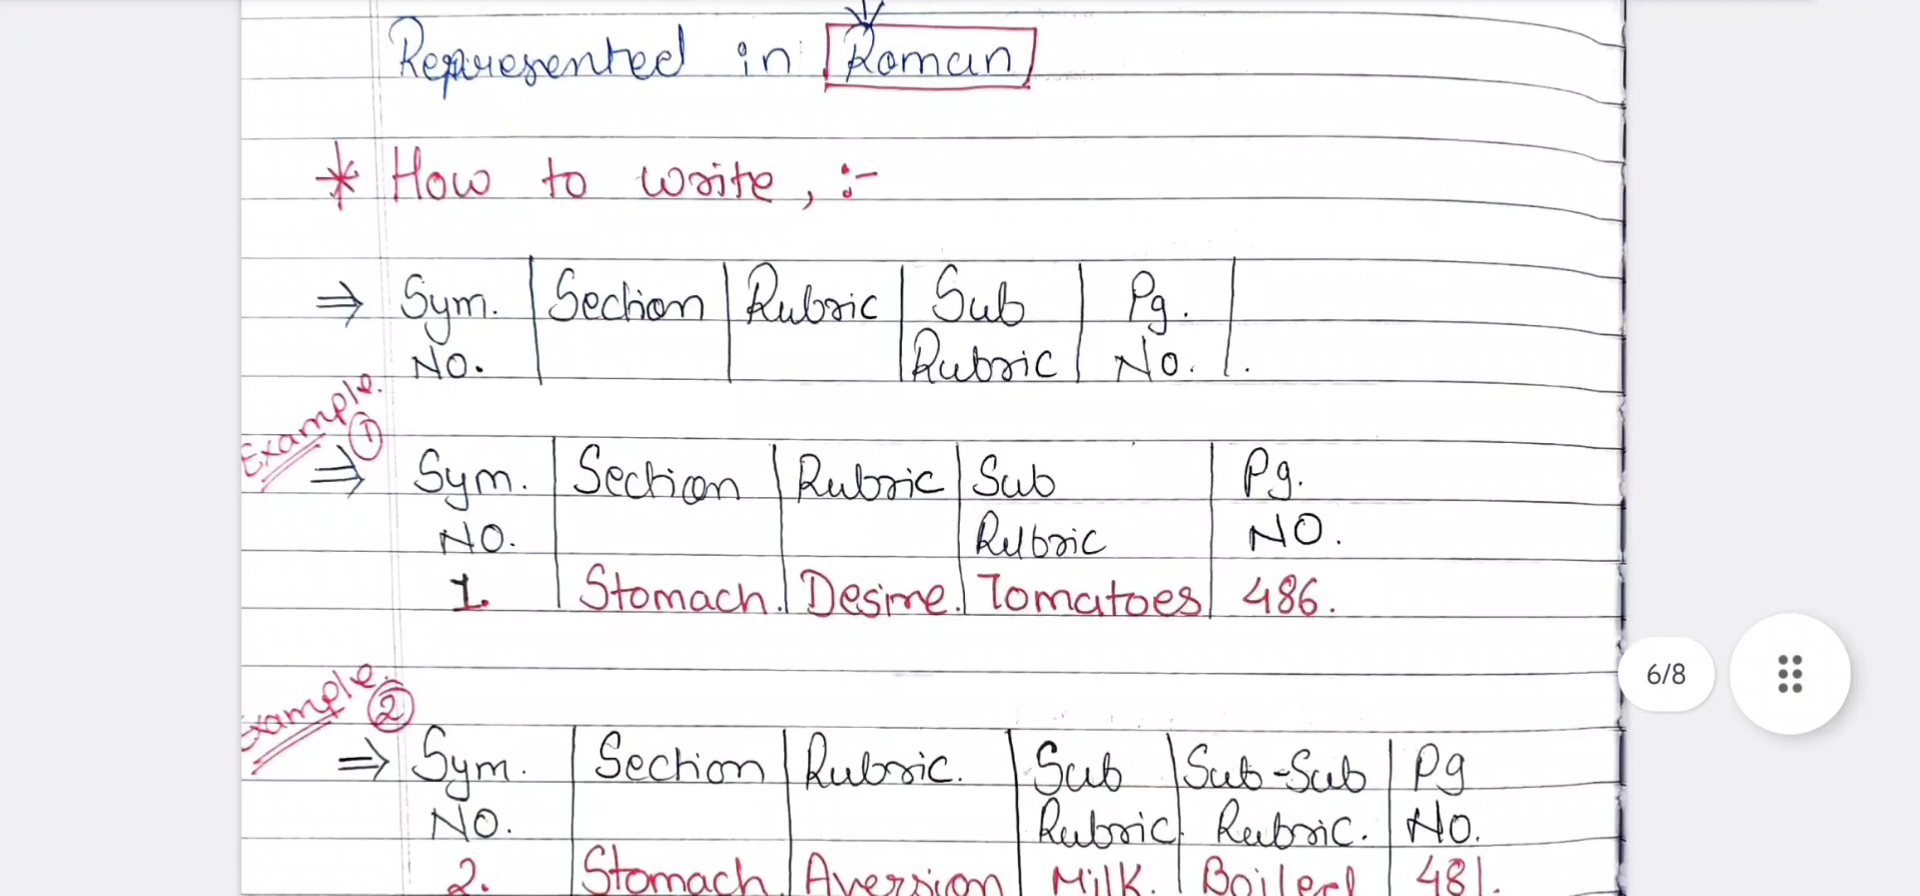 Represented in Roman
* How to write, :-
⇒ Sym. | Section | Rubric | Sub | Pg. |
No. Rubric No. .
Example. ①
⇒ Sym. | Section | Rubric | Sub | Pg.
NO. Rubric NO.
1. Stomach. Desire. Tomatoes 486.
Example. ②
⇒ Sym. | Section | Rubric. | Sub | Sub-Sub | Pg
NO. Rubric. Rubric. No.
2. Stomach Aversion Milk. Boiled 481.
6/8